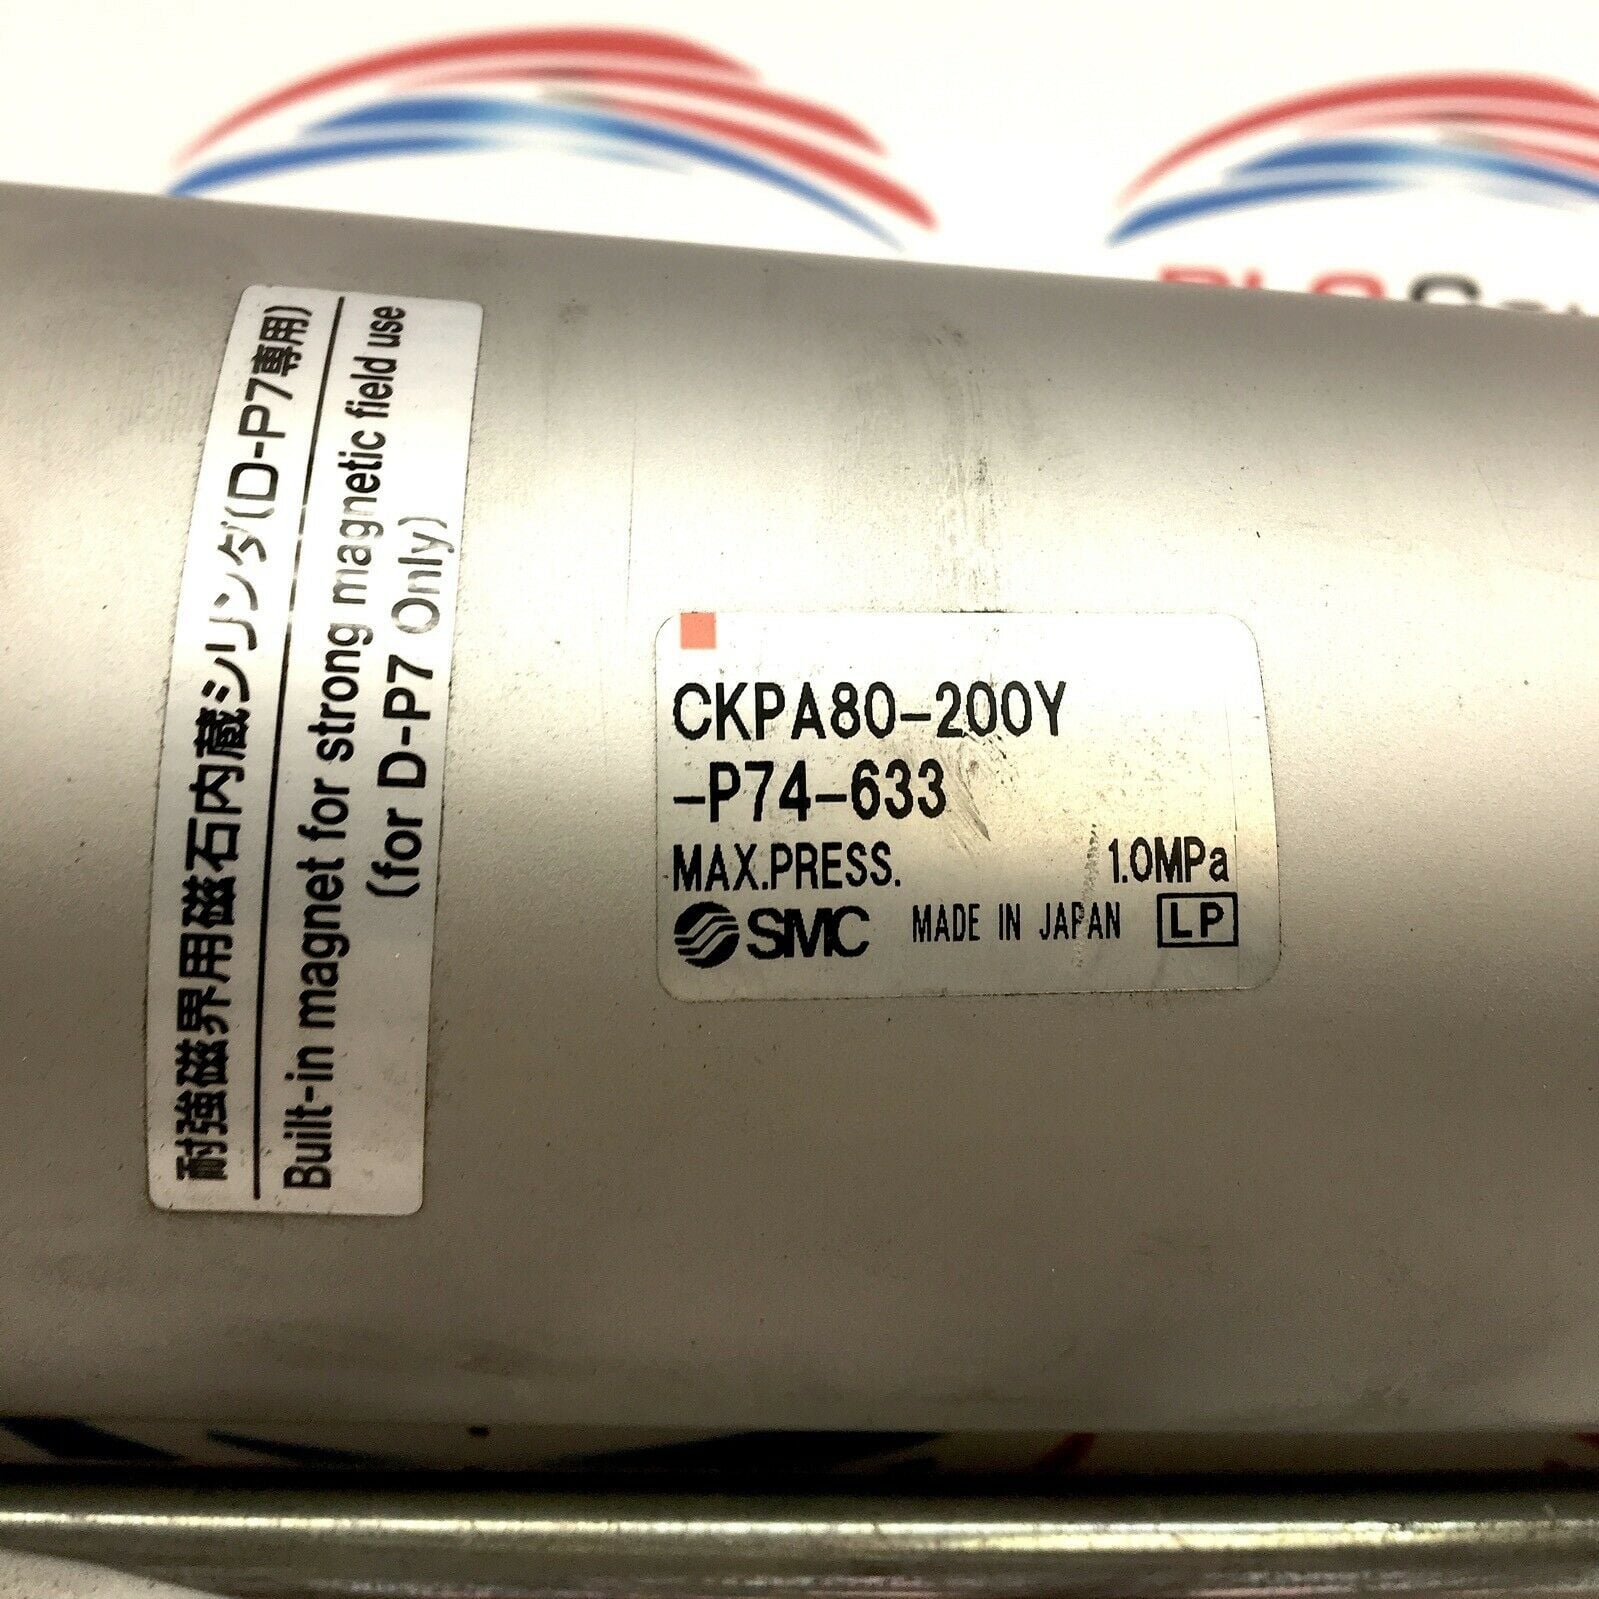 耐強磁界用磁石内蔵シリンダ(D-P7専用)
Built-in magnet for strong magnetic field use
(for D-P7 Only)
CKPA80-200Y
-P74-633
MAX.PRESS. 1.0MPa
SMC MADE IN JAPAN LP